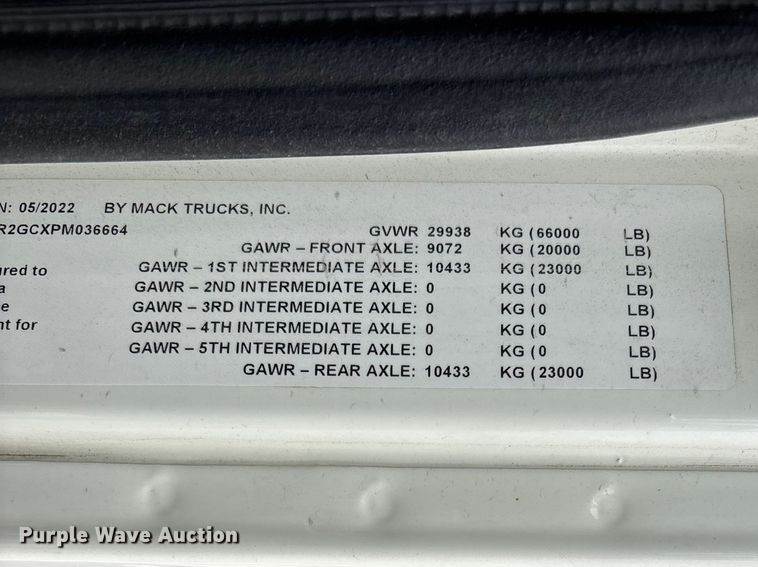 N: 05/2022 BY MACK TRUCKS, INC.
R2GCXPM036664 GVWR 29938 KG (66000 LB)
GAWR – FRONT AXLE: 9072 KG (20000 LB)
ured to GAWR – 1ST INTERMEDIATE AXLE: 10433 KG (23000 LB)
a GAWR – 2ND INTERMEDIATE AXLE: 0 KG (0 LB)
e GAWR – 3RD INTERMEDIATE AXLE: 0 KG (0 LB)
nt for GAWR – 4TH INTERMEDIATE AXLE: 0 KG (0 LB)
GAWR – 5TH INTERMEDIATE AXLE: 0 KG (0 LB)
GAWR – REAR AXLE: 10433 KG (23000 LB)
Purple Wave Auction